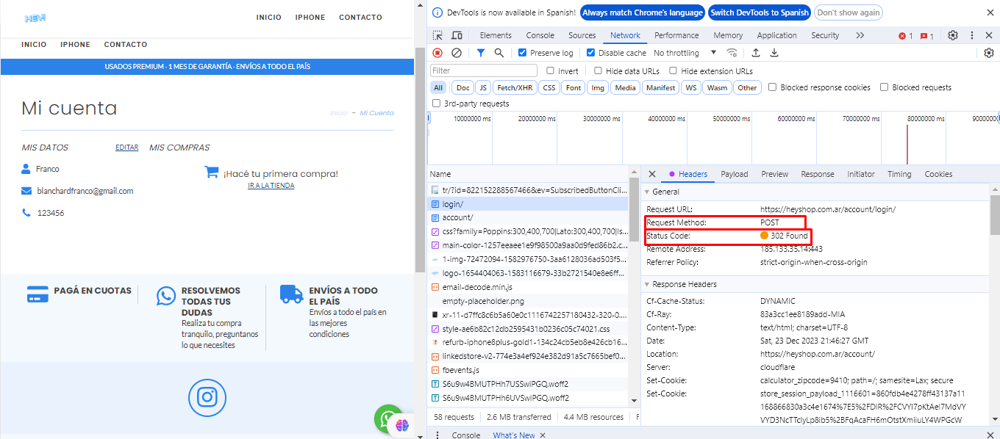 HEY!
INICIO IPHONE CONTACTO
INICIO IPHONE CONTACTO
USADOS PREMIUM - 1 MES DE GARANTÍA - ENVÍOS A TODO EL PAÍS
Mi cuenta
Inicio - Mi Cuenta
MIS DATOS EDITAR MIS COMPRAS
Franco
blanchardfranco@gmail.com
123456
¡Hacé tu primera compra!
IR A LA TIENDA
PAGÁ EN CUOTAS
RESOLVEMOS
TODAS TUS
DUDAS
Realiza tu compra
tranquilo, preguntanos
lo que necesites
ENVÍOS A TODO
EL PAÍS
Envíos a todo el país en
las mejores
condiciones
DevTools is now available in Spanish! Always match Chrome's language Switch DevTools to Spanish Don't show again
Elements Console Sources Network Performance Memory Application Security 1 1
Preserve log Disable cache No throttling
Filter Invert Hide data URLs Hide extension URLs
All Doc JS Fetch/XHR CSS Font Img Media Manifest WS Wasm Other Blocked response cookies Blocked requests
3rd-party requests
10000000 ms 20000000 ms 30000000 ms 40000000 ms 50000000 ms 60000000 ms 70000000 ms 80000000 ms 90000000
Name
tr/?id=822152288567466&ev=SubscribedButtonCli...
login/
account/
css?family=Poppins:300,400,700|Lato:300,400,700|Is...
main-color-1257eeaee1e9f98500a9aa0d9fed86b2.c...
1-img-72472094-1582976750-3aa6128036ad503f5...
logo-1654404063-1583116679-33b2721540e8e6ff...
email-decode.min.js
empty-placeholder.png
xr-11-d7ffc8c6b5a60e0c1116742257180432-320-0...
style-ae6b82c12db2595431b0236c05c74021.css
refurb-iphone8plus-gold1-134c24cb5eb8e426cb16...
linkedstore-v2-774e3a4ef924e382d91a5c7665bef0...
fbevents.js
S6u9w4BMUTPHh7USSwiPGQ.woff2
S6u9w4BMUTPHh6UVSwiPGQ.woff2
58 requests 2.6 MB transferred 4.4 MB resources F
Headers Payload Preview Response Initiator Timing Cookies
General
Request URL: https://heyshop.com.ar/account/login/
Request Method: POST
Status Code: 302 Found
Remote Address: 185.133.35.14:443
Referrer Policy: strict-origin-when-cross-origin
Response Headers
Cf-Cache-Status: DYNAMIC
Cf-Ray: 83a3cc1ee8189add-MIA
Content-Type: text/html; charset=UTF-8
Date: Sat, 23 Dec 2023 21:46:27 GMT
Location: https://heyshop.com.ar/account/
Server: cloudflare
Set-Cookie: calculator_zipcode=9410; path=/; samesite=Lax; secure
Set-Cookie: store_session_payload_1116601=860fdb4e4278ff43137a11
168866830a3c4e1674%7E5%2FDIR%2FCVYI7pKtAeI7MdVY
VYD3NcTTcIyLp8ib5%2BFqAcaFH6mOtstXmiiuLY4WPGcW
Console What's New